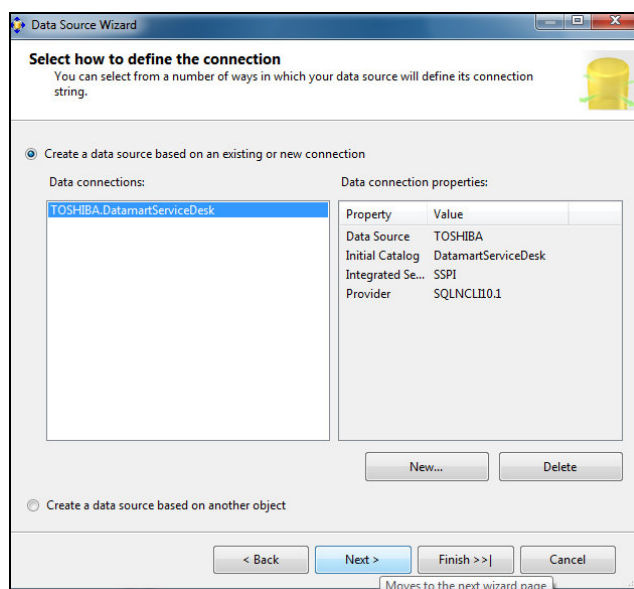 Data Source Wizard
Select how to define the connection
You can select from a number of ways in which your data source will define its connection
string.
Create a data source based on an existing or new connection
Data connections:
Data connection properties:
TOSHIBA.DatamartServiceDesk
Property Value
Data Source TOSHIBA
Initial Catalog DatamartServiceDesk
Integrated Se... SSPI
Provider SQLNCLI10.1
New... Delete
Create a data source based on another object
< Back Next > Finish >>| Cancel
Moves to the next wizard page